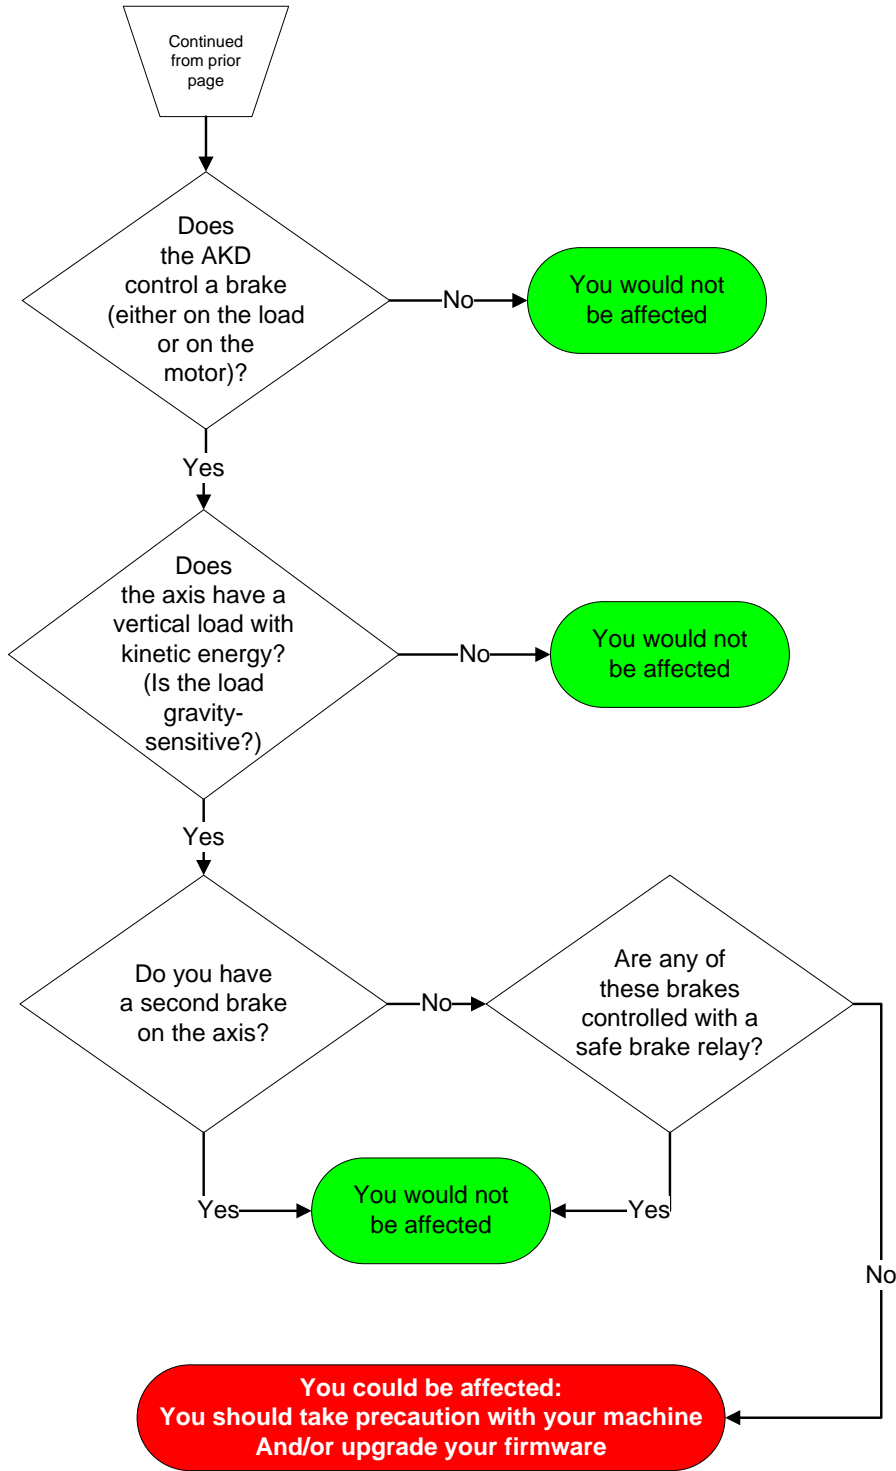 Continued
from prior
page
Does
the AKD
control a brake
(either on the load
or on the
motor)?
No
You would not
be affected
Yes
Does
the axis have a
vertical load with
kinetic energy?
(Is the load
gravity-
sensitive?)
No
You would not
be affected
Yes
Do you have
a second brake
on the axis?
No
Are any of
these brakes
controlled with a
safe brake relay?
Yes
You would not
be affected
Yes
No
You could be affected:
You should take precaution with your machine
And/or upgrade your firmware